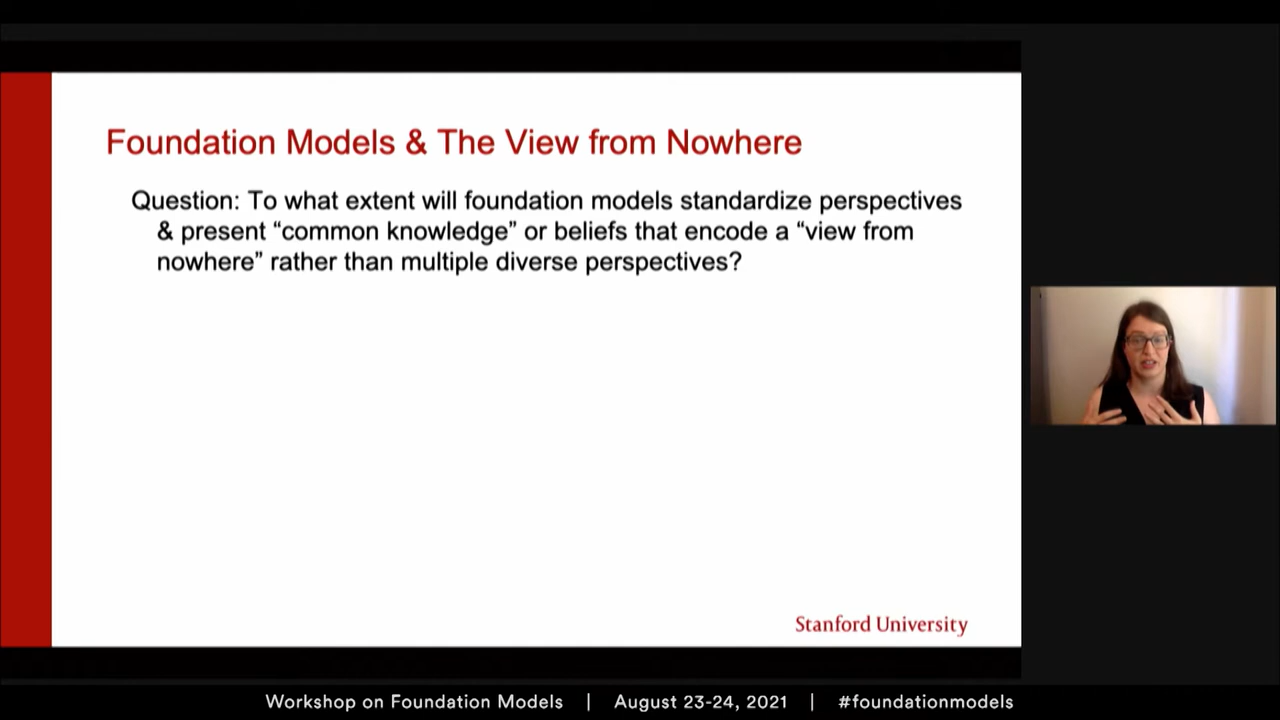 Foundation Models & The View from Nowhere
Question: To what extent will foundation models standardize perspectives
& present “common knowledge” or beliefs that encode a “view from
nowhere” rather than multiple diverse perspectives?
Stanford University
Workshop on Foundation Models | August 23-24, 2021 | #foundationmodels